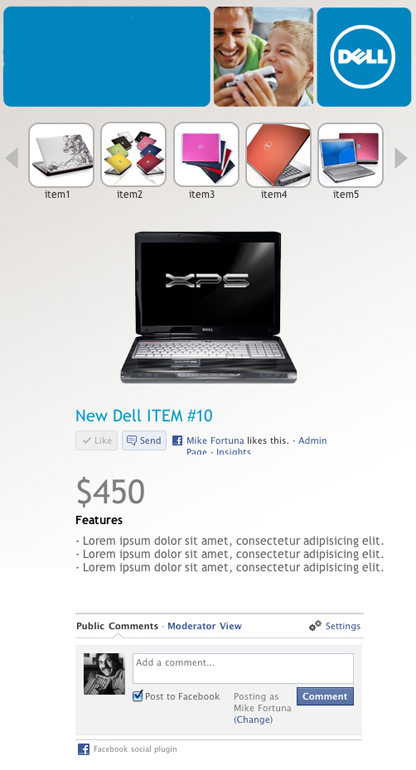 DELL
item1 item2 item3 item4 item5
XPS
DELL
New Dell ITEM #10
Like Send Mike Fortuna likes this. · Admin
Page · Insights
$450
Features
- Lorem ipsum dolor sit amet, consectetur adipisicing elit.
- Lorem ipsum dolor sit amet, consectetur adipisicing elit.
- Lorem ipsum dolor sit amet, consectetur adipisicing elit.
Public Comments · Moderator View Settings
Add a comment...
Post to Facebook Posting as
Mike Fortuna
(Change)
Comment
Facebook social plugin